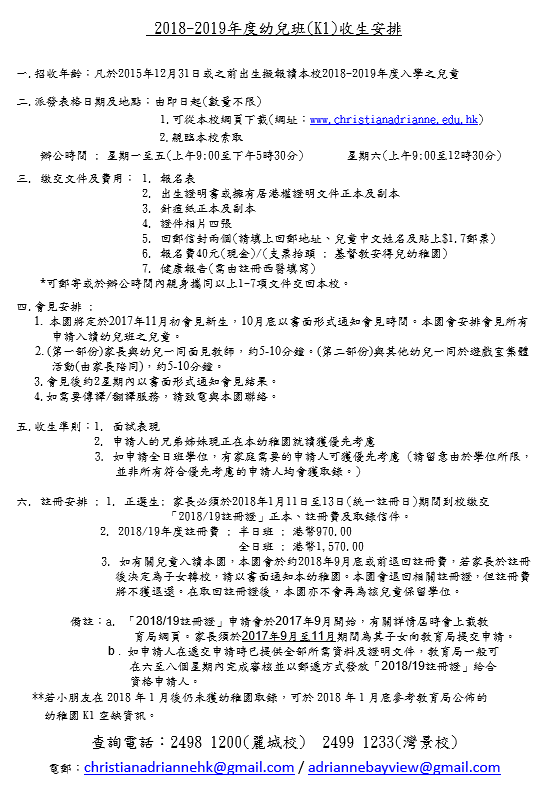 2018-2019年度幼兒班(K1)收生安排
一.招收年齡：凡於2015年12月31日或之前出生擬報讀本校2018-2019年度入學之兒童
二.派發表格日期及地點：由即日起(數量不限)
1.可從本校網頁下載(網址：www.christianadrianne.edu.hk)
2.親臨本校索取
辦公時間 : 星期一至五(上午9:00至下午5時30分) 星期六(上午9:00至12時30分)
三. 繳交文件及費用： 1. 報名表
2. 出生證明書或擁有居港權證明文件正本及副本
3. 針痘紙正本及副本
4. 證件相片四張
5. 回郵信封兩個(請填上回郵地址、兒童中文姓名及貼上$1.7郵票)
6. 報名費40元(現金)/(支票抬頭 : 基督教安得兒幼稚園)
7. 健康報告(需由註冊西醫填寫)
*可郵寄或於辦公時間內親身攜同以上1-7項文件交回本校。
四.會見安排 :
1. 本園將定於2017年11月初會見新生，10月底以書面形式通知會見時間。本園會安排會見所有
申請入讀幼兒班之兒童。
2.(第一部份)家長與幼兒一同面見教師，約5-10分鐘。(第二部份)與其他幼兒一同於遊戲室集體
活動(由家長陪同)，約5-10分鐘。
3.會見後約2星期內以書面形式通知會見結果。
4.如需要傳譯/翻譯服務，請致電與本園聯絡。
五.收生準則：1. 面試表現
2. 申請人的兄弟姊妹現正在本幼稚園就讀獲優先考慮
3. 如申請全日班學位，有家庭需要的申請人可獲優先考慮 (請留意由於學位所限，
並非所有符合優先考慮的申請人均會獲取錄。)
六. 註冊安排 : 1. 正選生: 家長必須於2018年1月11日至13日(統一註冊日)期間到校繳交
「2018/19註冊證」正本、註冊費及取錄信件。
2. 2018/19年度註冊費 : 半日班 : 港幣970.00
全日班 : 港幣1,570.00
3. 如有關兒童入讀本園，本園會於約2018年9月底或前退回註冊費，若家長於註冊
後決定為子女轉校，請以書面通知本幼稚園。本園會退回相關註冊證，但註冊費
將不獲退還。在取回註冊證後，本園亦不會再為該兒童保留學位。
備註：a. 「2018/19註冊證」申請會於2017年9月開始，有關詳情屆時會上載教
育局網頁。家長須於2017年9月至11月期間為其子女向教育局提交申請。
b . 如申請人在遞交申請時已提供全部所需資料及證明文件，教育局一般可
在六至八個星期內完成審核並以郵遞方式發放「2018/19註冊證」給合
資格申請人。
**若小朋友在 2018 年 1 月後仍未獲幼稚園取錄，可於 2018 年 1 月底參考教育局公佈的
幼稚園 K1 空缺資訊。
查詢電話：2498 1200(麗城校) 2499 1233(灣景校)
電郵：christianadriannehk@gmail.com / adriannebayview@gmail.com